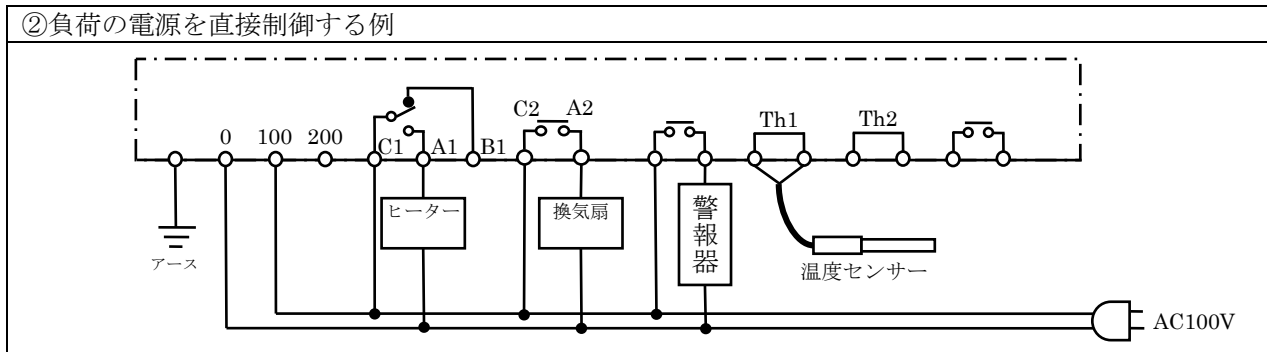 ②負荷の電源を直接制御する例
0 100 200 C1 A1 B1 C2 A2 Th1 Th2
ヒーター 換気扇 警報器
アース 温度センサー
AC100V